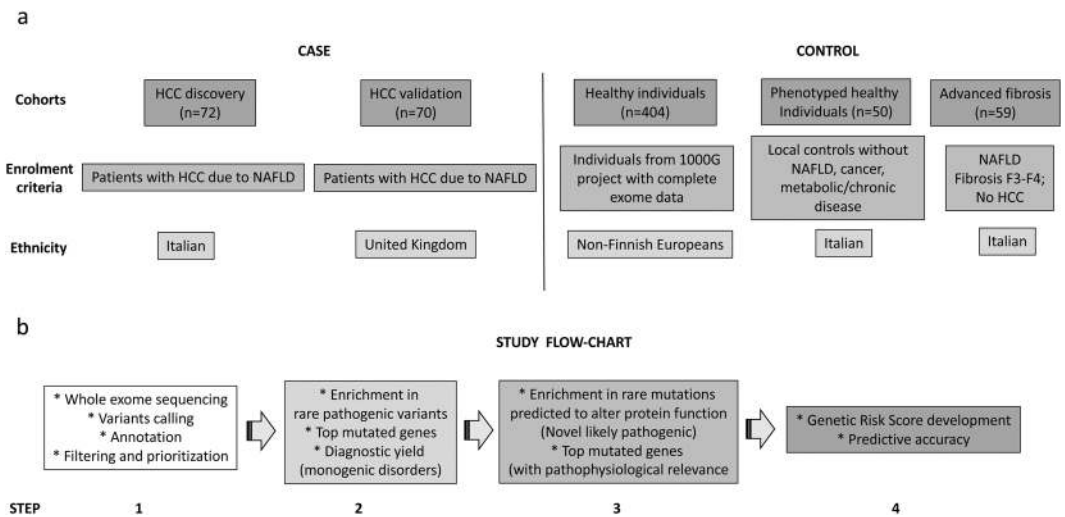 a
CASE
CONTROL
Cohorts
HCC discovery
(n=72)
HCC validation
(n=70)
Healthy individuals
(n=404)
Phenotyped healthy
Individuals (n=50)
Advanced fibrosis
(n=59)
Enrolment
criteria
Patients with HCC due to NAFLD
Patients with HCC due to NAFLD
Individuals from 1000G
project with complete
exome data
Local controls without
NAFLD, cancer,
metabolic/chronic
disease
NAFLD
Fibrosis F3-F4;
No HCC
Ethnicity
Italian
United Kingdom
Non-Finnish Europeans
Italian
Italian
b
STUDY FLOW-CHART
* Whole exome sequencing
* Variants calling
* Annotation
* Filtering and prioritization
* Enrichment in
rare pathogenic variants
* Top mutated genes
* Diagnostic yield
(monogenic disorders)
* Enrichment in rare mutations
predicted to alter protein function
(Novel likely pathogenic)
* Top mutated genes
(with pathophysiological relevance
* Genetic Risk Score development
* Predictive accuracy
STEP
1
2
3
4